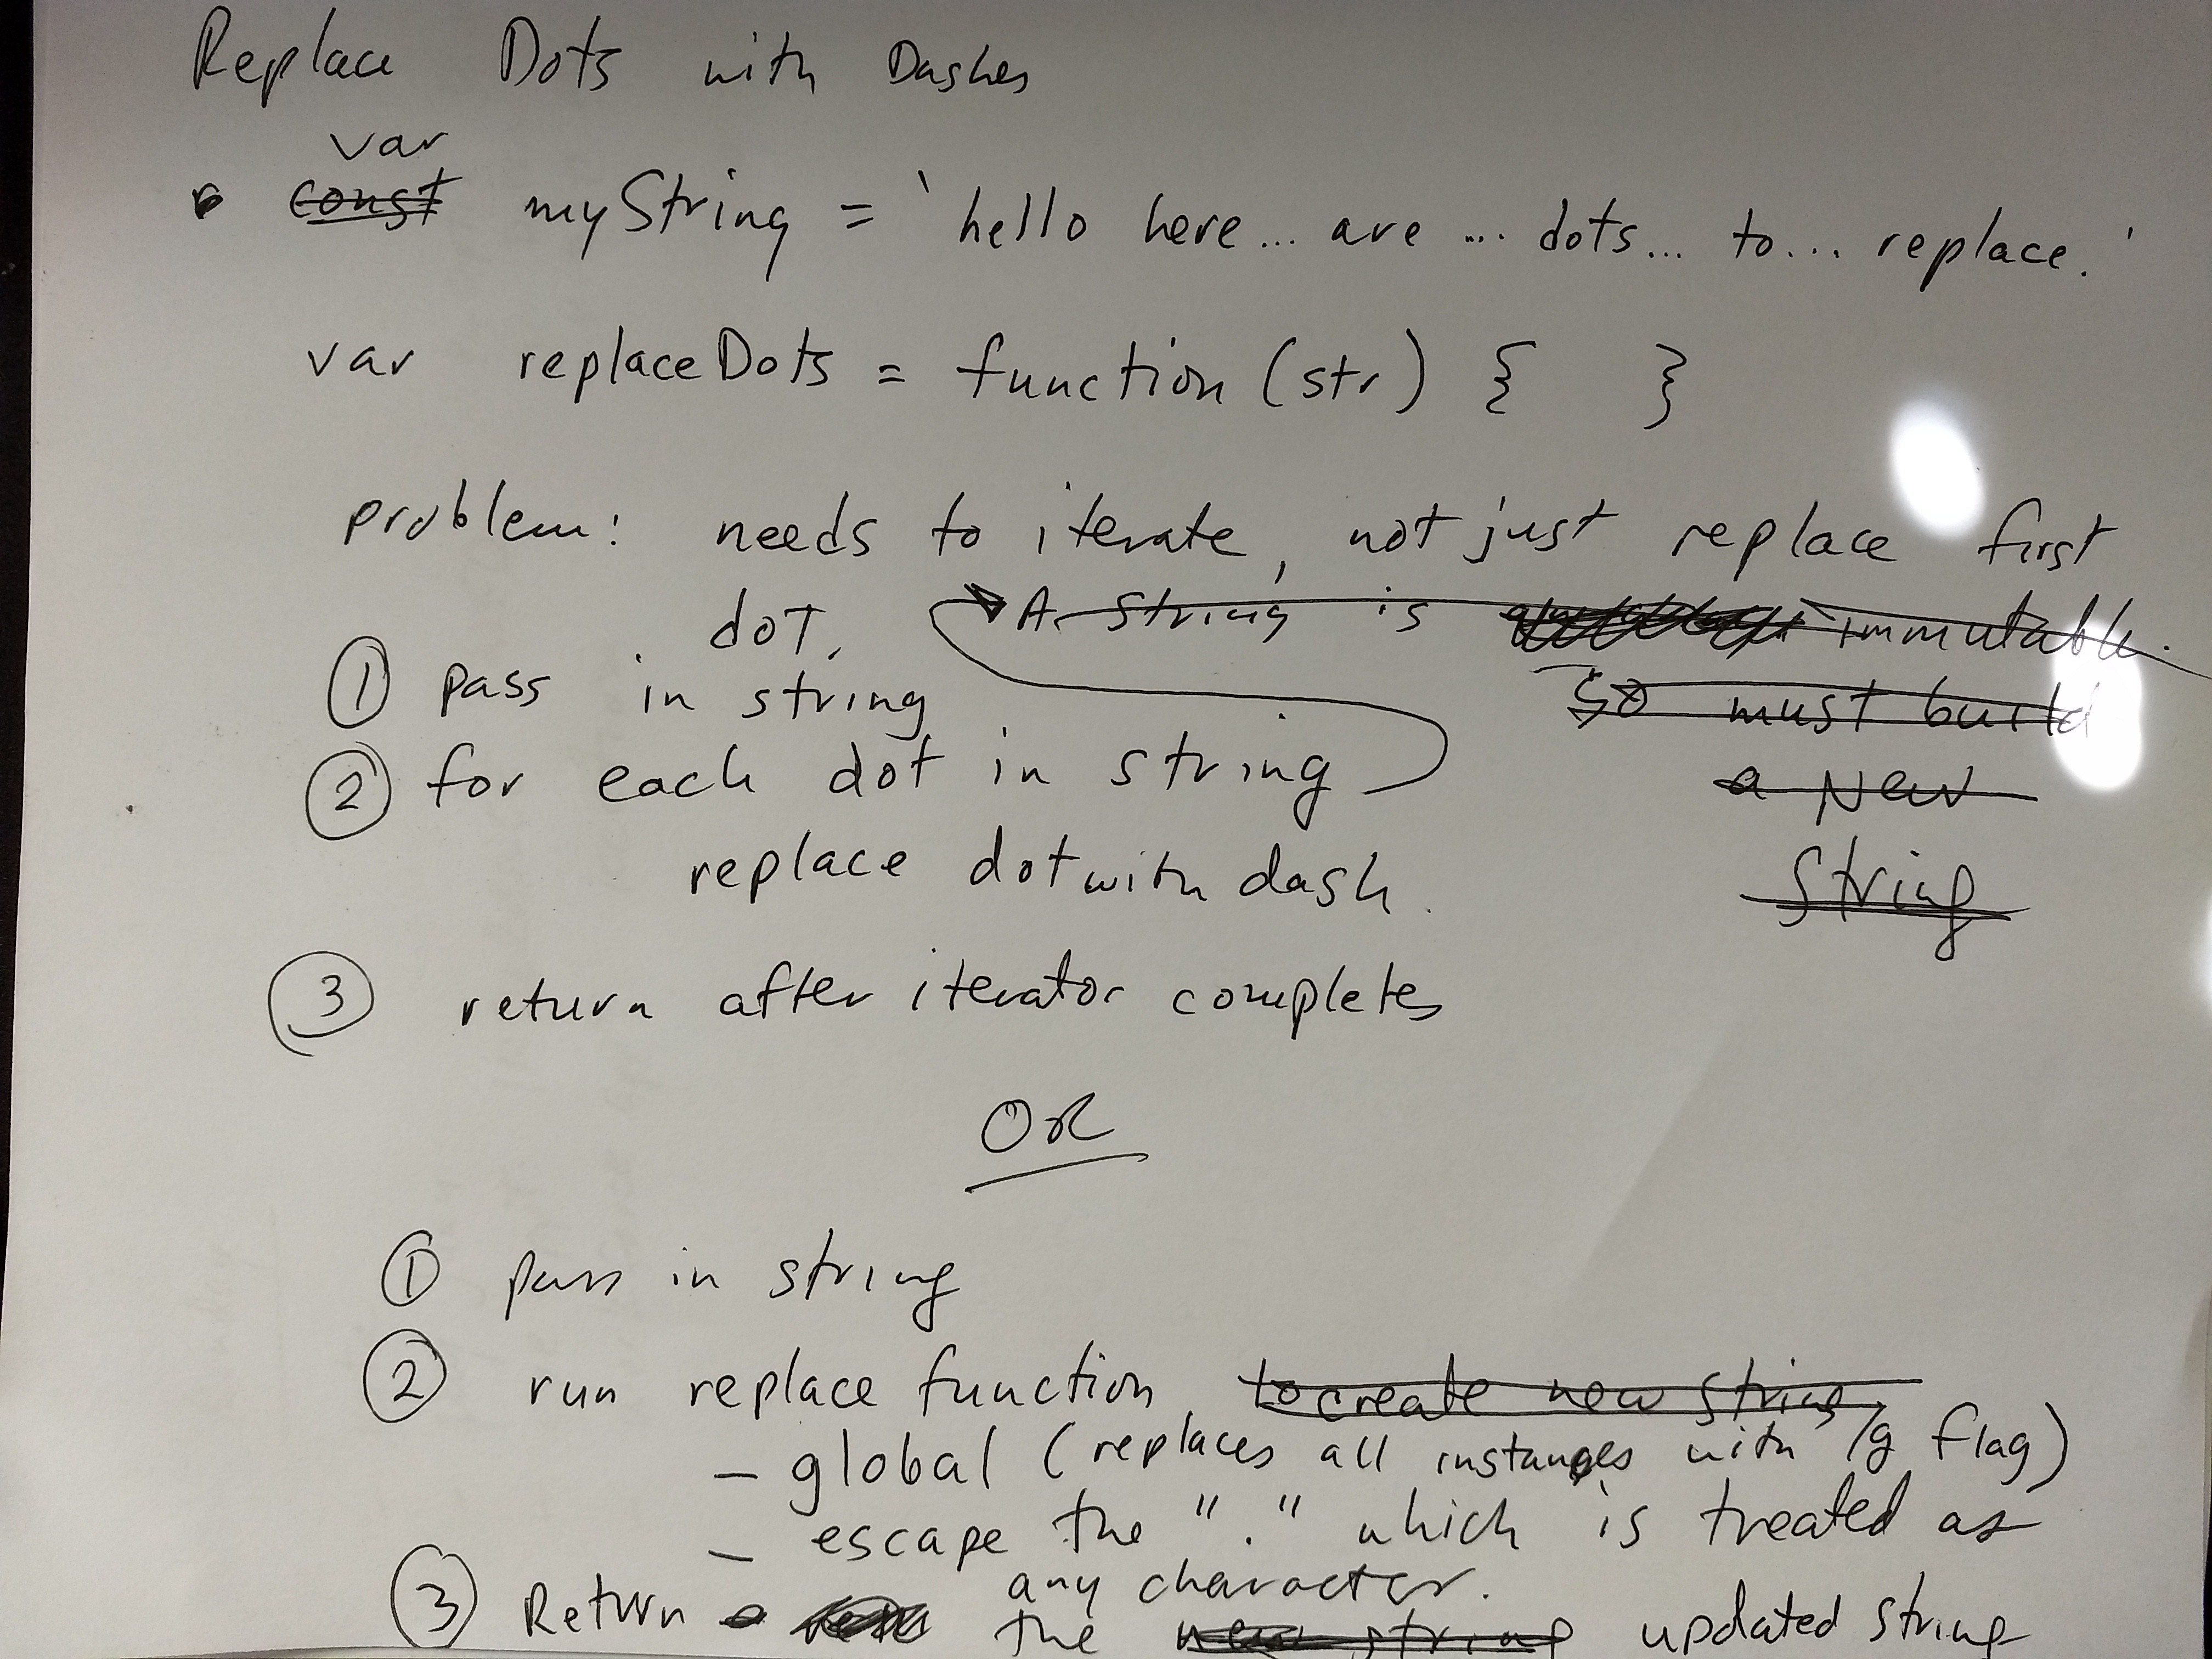 Replace Dots with Dashes
var
const myString = 'hello here... are ... dots... to... replace.'
var replaceDots = function (str) { }
problem: needs to iterate, not just replace first
dot. A string is immutable.
so must build
a new
string
① pass in string
② for each dot in string
replace dot with dash.
③ return after iterator completes
OR
① pass in string
② run replace function to create new string
- global (replaces all instances with /g flag)
- escape the "." which is treated as
any character.
③ Return the new string updated string